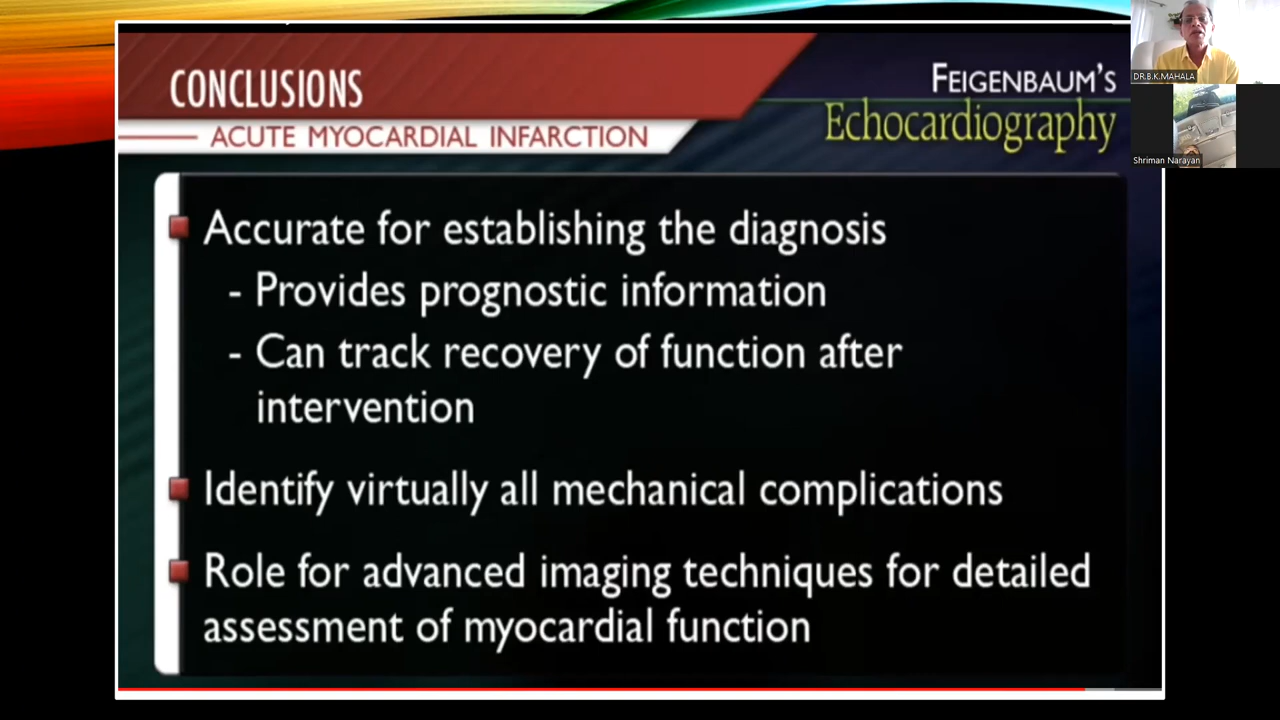 CONCLUSIONS
ACUTE MYOCARDIAL INFARCTION
FEIGENBAUM'S
Echocardiography
Accurate for establishing the diagnosis
- Provides prognostic information
- Can track recovery of function after
intervention
Identify virtually all mechanical complications
Role for advanced imaging techniques for detailed
assessment of myocardial function
DR.B.K.MAHALA
Shriman Narayan